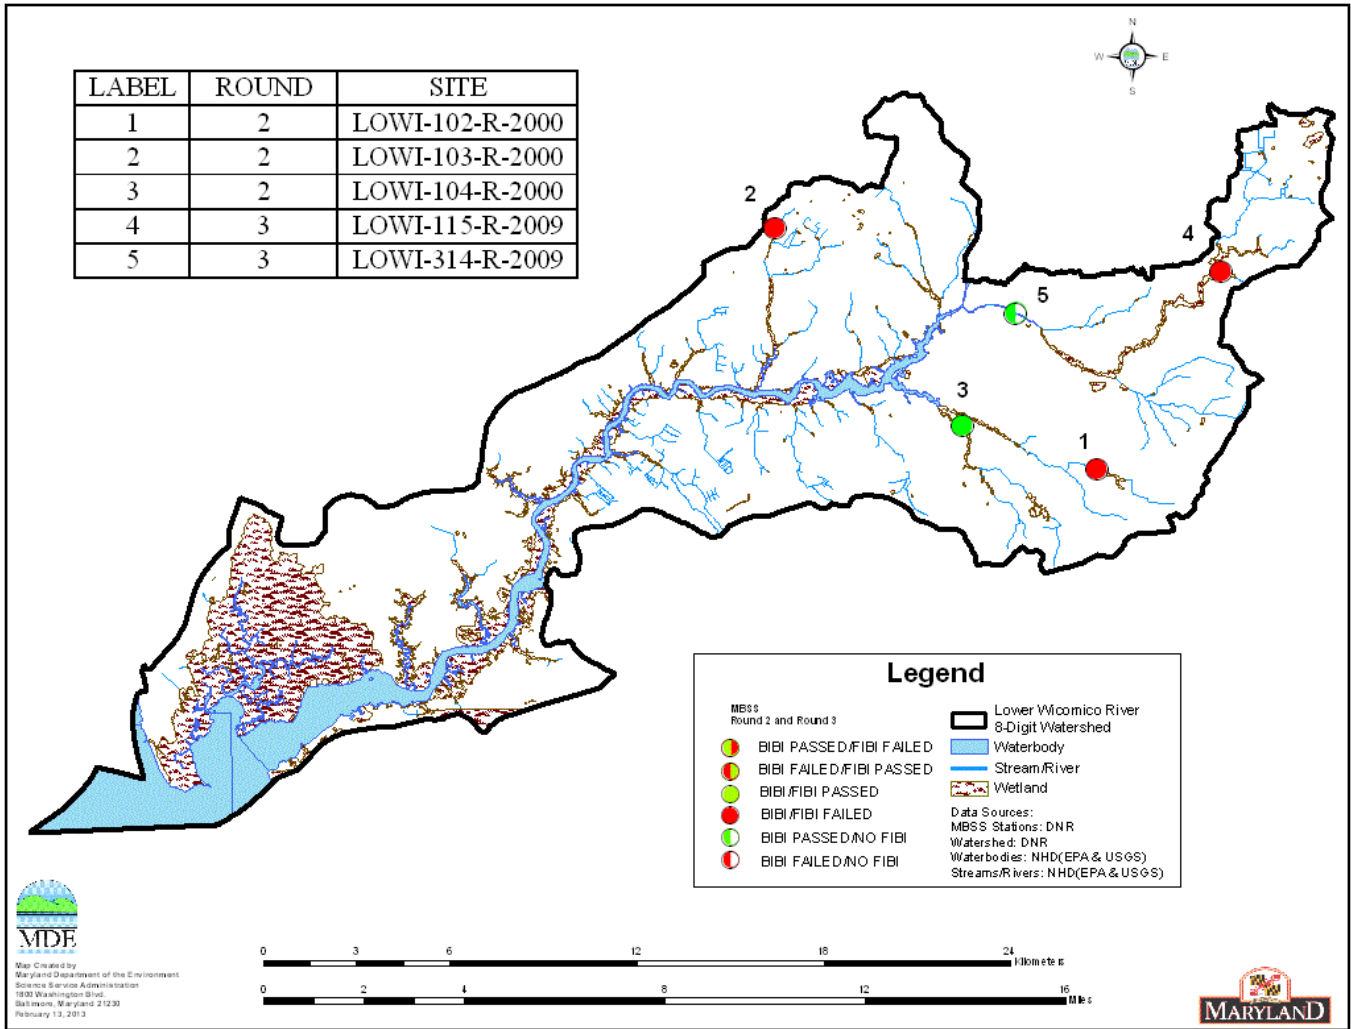 N
W E
S
LABEL ROUND SITE
1 2 LOWI-102-R-2000
2 2 LOWI-103-R-2000
3 2 LOWI-104-R-2000
4 3 LOWI-115-R-2009
5 3 LOWI-314-R-2009
2
4
5
3
1
Legend
MBSS
Round 2 and Round 3
BIBI PASSED/FIBI FAILED
BIBI FAILED/FIBI PASSED
BIBI/FIBI PASSED
BIBI/FIBI FAILED
BIBI PASSED/NO FIBI
BIBI FAILED/NO FIBI
Lower Wicomico River
8-Digit Watershed
Waterbody
Stream/River
Wetland
Data Sources:
MBSS Stations: DNR
Watershed: DNR
Waterbodies: NHD(EPA & USGS)
Streams/Rivers: NHD(EPA & USGS)
MDE
Map Created by
Maryland Department of the Environment
Science Service Administration
1800 Washington Blvd.
Baltimore, Maryland 21230
February 13, 2013
0 3 6 12 18 24
Kilometers
0 2 4 8 12 16
Miles
MARYLAND